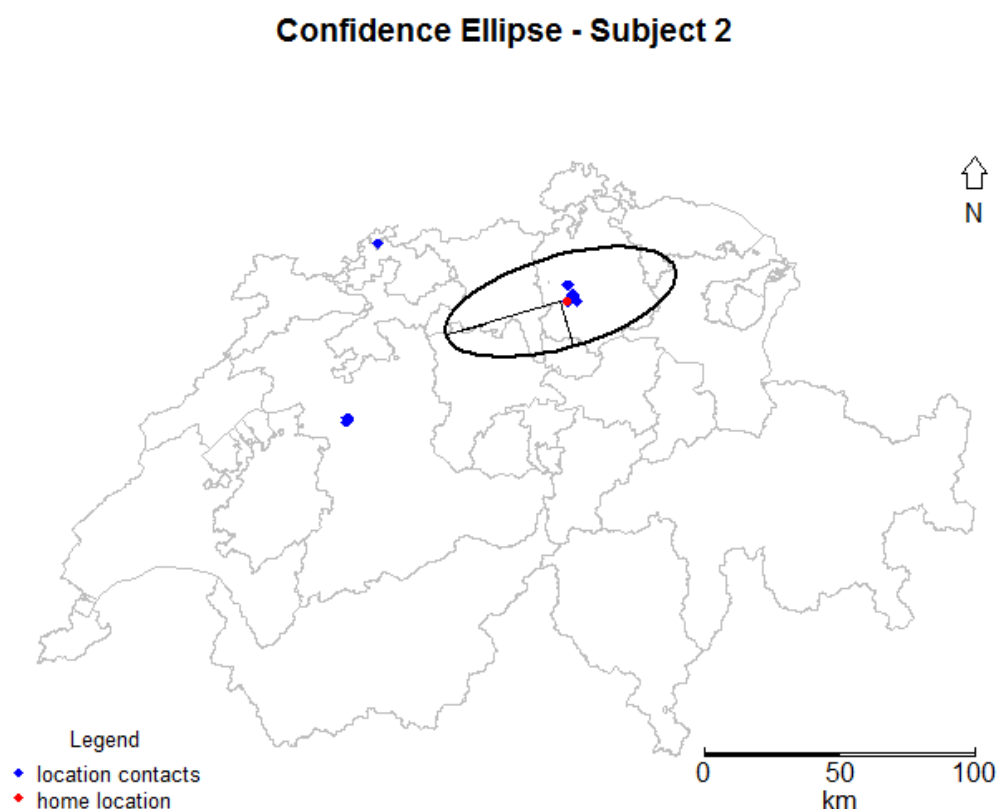 Confidence Ellipse - Subject 2
N
Legend
location contacts
home location
0 50 100
km